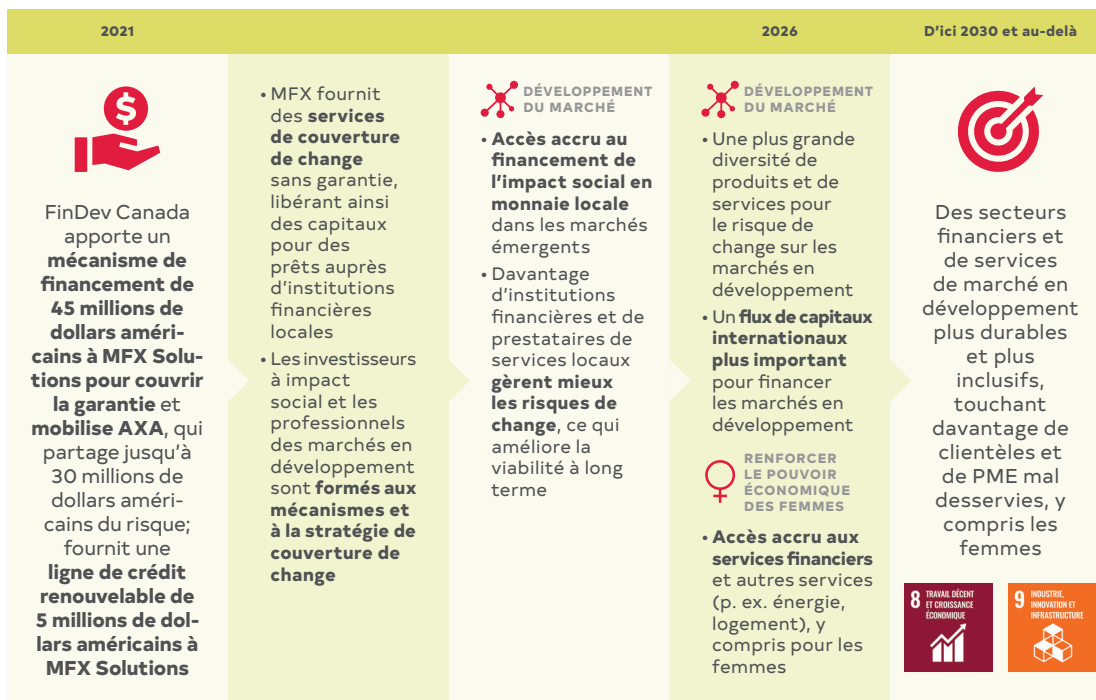 2021
2026
D'ici 2030 et au-delà
FinDev Canada
apporte un
mécanisme de
financement de
45 millions de
dollars améri-
cains à MFX Solu-
tions pour couvrir
la garantie et
mobilise AXA, qui
partage jusqu'à
30 millions de
dollars améri-
cains du risque;
fournit une
ligne de crédit
renouvelable de
5 millions de dol-
lars américains à
MFX Solutions
• MFX fournit
des services
de couverture
de change
sans garantie,
libérant ainsi
des capitaux
pour des
prêts auprès
d'institutions
financières
locales
• Les investisseurs
à impact
social et les
professionnels
des marchés en
développement
sont formés aux
mécanismes et
à la stratégie de
couverture de
change
DÉVELOPPEMENT
DU MARCHÉ
• Accès accru au
financement de
l'impact social en
monnaie locale
dans les marchés
émergents
• Davantage
d'institutions
financières et de
prestataires de
services locaux
gèrent mieux
les risques de
change, ce qui
améliore la
viabilité à long
terme
DÉVELOPPEMENT
DU MARCHÉ
• Une plus grande
diversité de
produits et de
services pour
le risque de
change sur les
marchés en
développement
• Un flux de capitaux
internationaux
plus important
pour financer
les marchés en
développement
RENFORCER
LE POUVOIR
ÉCONOMIQUE
DES FEMMES
• Accès accru aux
services financiers
et autres services
(p. ex. énergie,
logement), y
compris pour les
femmes
Des secteurs
financiers et
de services
de marché en
développement
plus durables
et plus
inclusifs,
touchant
davantage de
clientèles et
de PME mal
desservies, y
compris les
femmes
8 TRAVAIL DÉCENT
ET CROISSANCE
ÉCONOMIQUE
9 INDUSTRIE,
INNOVATION ET
INFRASTRUCTURE